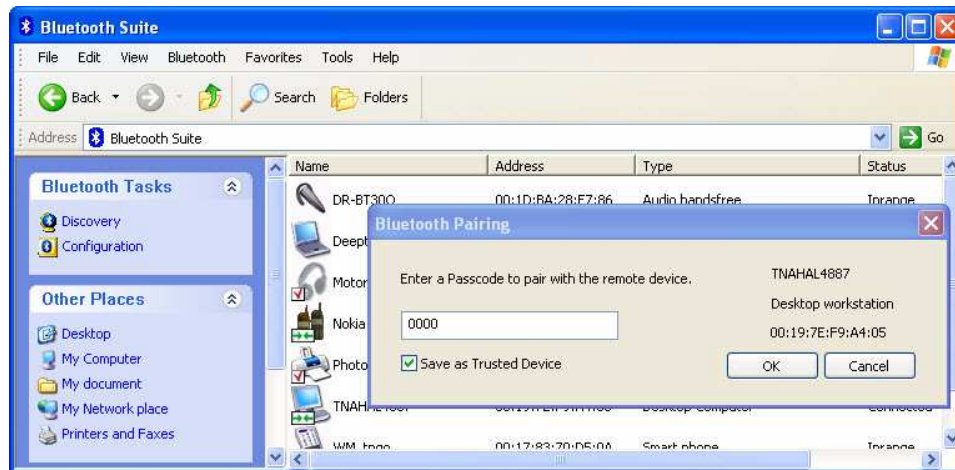 Bluetooth Suite
File Edit View Bluetooth Favorites Tools Help
Back Search Folders
Address Bluetooth Suite Go
Bluetooth Tasks
Discovery
Configuration
Other Places
Desktop
My Computer
My document
My Network place
Printers and Faxes
Name Address Type Status
DR-BT30Q 00:1D:BA:28:F7:86 Audio handsfree Inrange
Deept
Motor
Nokia
Photo
WM_tngo 00:17:83:70:D5:0A Smart phone Inrange
Bluetooth Pairing
Enter a Passcode to pair with the remote device.
0000
Save as Trusted Device
TNAHAL4887
Desktop workstation
00:19:7E:F9:A4:05
OK Cancel